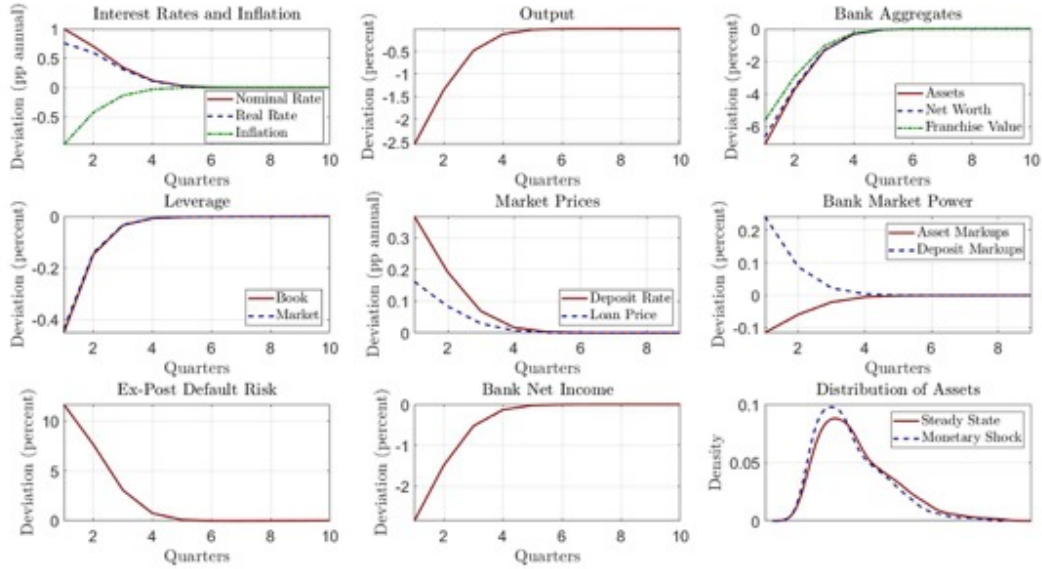 Interest Rates and Inflation
Deviation (pp annual)
1
0.5
0
-0.5
Nominal Rate
Real Rate
Inflation
2 4 6 8 10
Quarters
Output
Deviation (percent)
-0.5
-1
-1.5
-2
-2.5
2 4 6 8 10
Quarters
Bank Aggregates
Deviation (percent)
0
-2
-4
-6
Assets
Net Worth
Franchise Value
2 4 6 8 10
Quarters
Leverage
Deviation (percent)
0
-0.2
-0.4
Book
Market
2 4 6 8 10
Quarters
Market Prices
Deviation (pp annual)
0.3
0.2
0.1
0
Deposit Rate
Loan Price
2 4 6 8
Quarters
Bank Market Power
Deviation (percent)
0.2
0.1
0
-0.1
Asset Markups
Deposit Markups
2 4 6 8
Quarters
Ex-Post Default Risk
Deviation (percent)
10
5
0
2 4 6 8 10
Quarters
Bank Net Income
Deviation (percent)
0
-1
-2
2 4 6 8 10
Quarters
Distribution of Assets
Density
0.1
0.05
0
Steady State
Monetary Shock